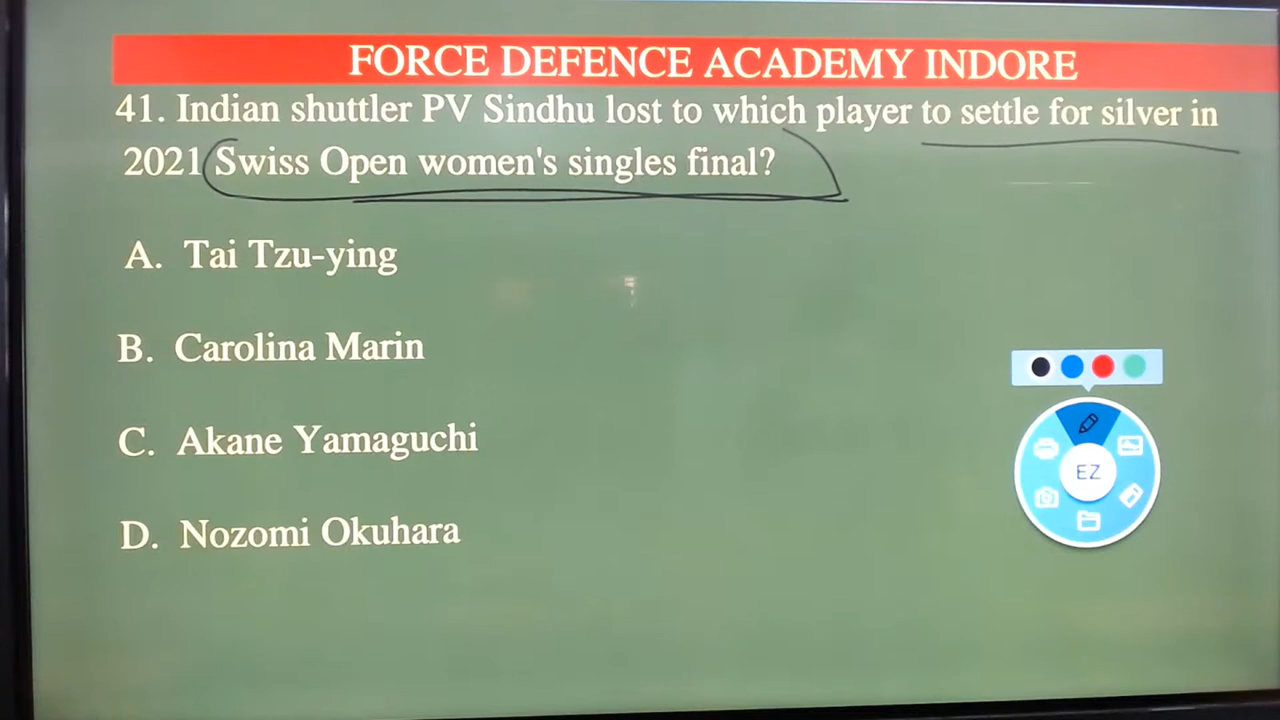 FORCE DEFENCE ACADEMY INDORE
41. Indian shuttler PV Sindhu lost to which player to settle for silver in
2021 Swiss Open women's singles final?
A. Tai Tzu-ying
B. Carolina Marin
C. Akane Yamaguchi
D. Nozomi Okuhara
EZ